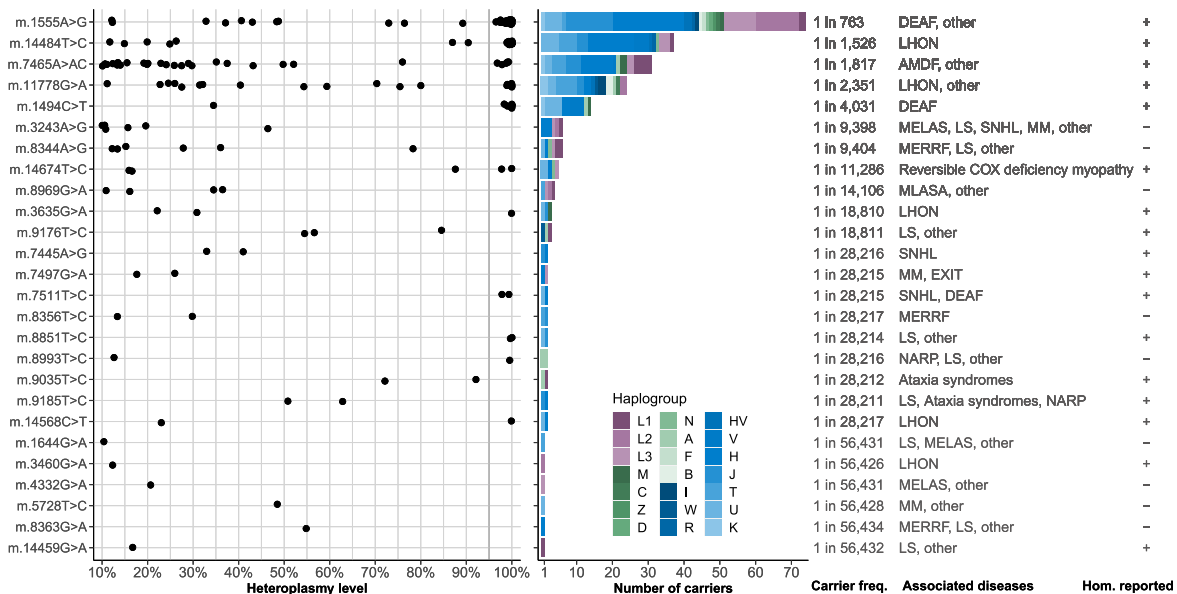 m.1555A>G 1 In 763 DEAF, other +
m.14484T>C 1 In 1,526 LHON +
m.7465A>AC 1 In 1,817 AMDF, other +
m.11778G>A 1 In 2,351 LHON, other +
m.1494C>T 1 in 4,031 DEAF +
m.3243A>G 1 in 9,398 MELAS, LS, SNHL, MM, other −
m.8344A>G 1 in 9,404 MERRF, LS, other −
m.14674T>C 1 in 11,286 Reversible COX deficiency myopathy +
m.8969G>A 1 in 14,106 MLASA, other −
m.3635G>A 1 in 18,810 LHON +
m.9176T>C 1 in 18,811 LS, other +
m.7445A>G 1 in 28,216 SNHL +
m.7497G>A 1 in 28,215 MM, EXIT +
m.7511T>C 1 in 28,215 SNHL, DEAF +
m.8356T>C 1 in 28,217 MERRF −
m.8851T>C 1 in 28,214 LS, other +
m.8993T>C 1 in 28,216 NARP, LS, other −
m.9035T>C 1 in 28,212 Ataxia syndromes +
m.9185T>C 1 in 28,211 LS, Ataxia syndromes, NARP +
m.14568C>T 1 in 28,217 LHON +
m.1644G>A 1 in 56,431 LS, MELAS, other −
m.3460G>A 1 in 56,426 LHON +
m.4332G>A 1 in 56,431 MELAS, other −
m.5728T>C 1 in 56,428 MM, other −
m.8363G>A 1 in 56,434 MERRF, LS, other −
m.14459G>A 1 in 56,432 LS, other +
Haplogroup
L1 N HV
L2 A V
L3 F H
M B J
C I T
Z W U
D R K
10% 20% 30% 40% 50% 60% 70% 80% 90% 100%
1 10 20 30 40 50 60 70
Heteroplasmy level
Number of carriers
Carrier freq. Associated diseases Hom. reported